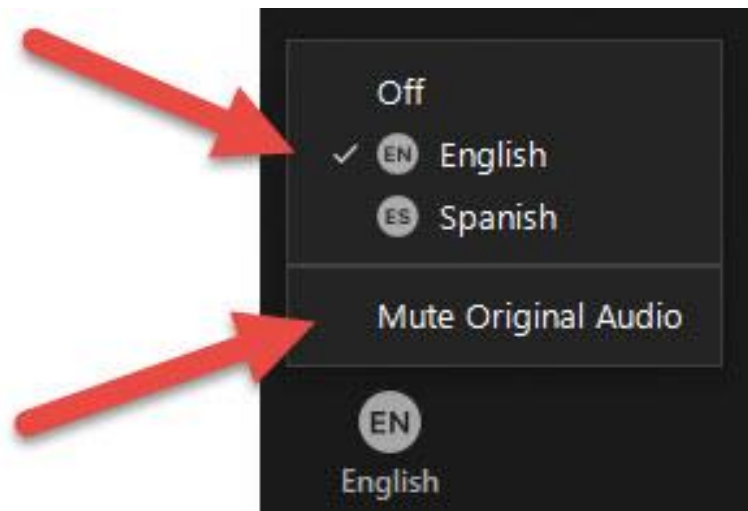 Off
EN English
ES Spanish
Mute Original Audio
EN
English